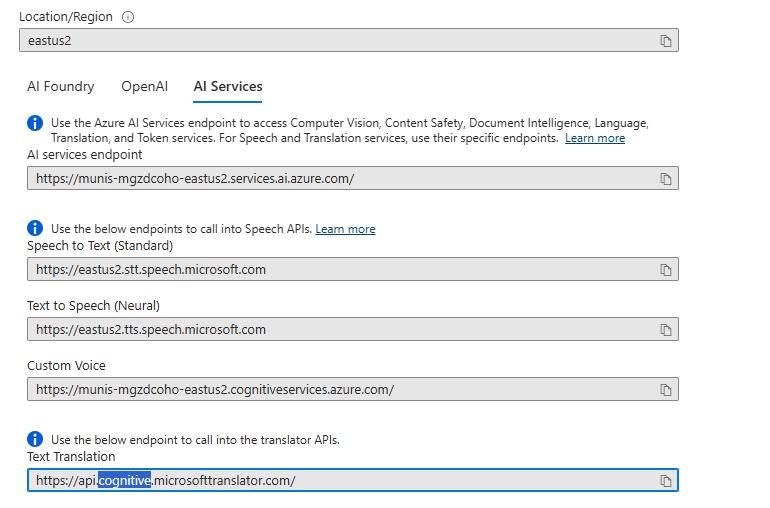 Location/Region
eastus2
AI Foundry OpenAI AI Services
Use the Azure AI Services endpoint to access Computer Vision, Content Safety, Document Intelligence, Language,
Translation, and Token services. For Speech and Translation services, use their specific endpoints. Learn more
AI services endpoint
https://munis-mgzdcoho-eastus2.services.ai.azure.com/
Use the below endpoints to call into Speech APIs. Learn more
Speech to Text (Standard)
https://eastus2.stt.speech.microsoft.com
Text to Speech (Neural)
https://eastus2.tts.speech.microsoft.com
Custom Voice
https://munis-mgzdcoho-eastus2.cognitiveservices.azure.com/
Use the below endpoint to call into the translator APIs.
Text Translation
https://api.cognitive.microsofttranslator.com/